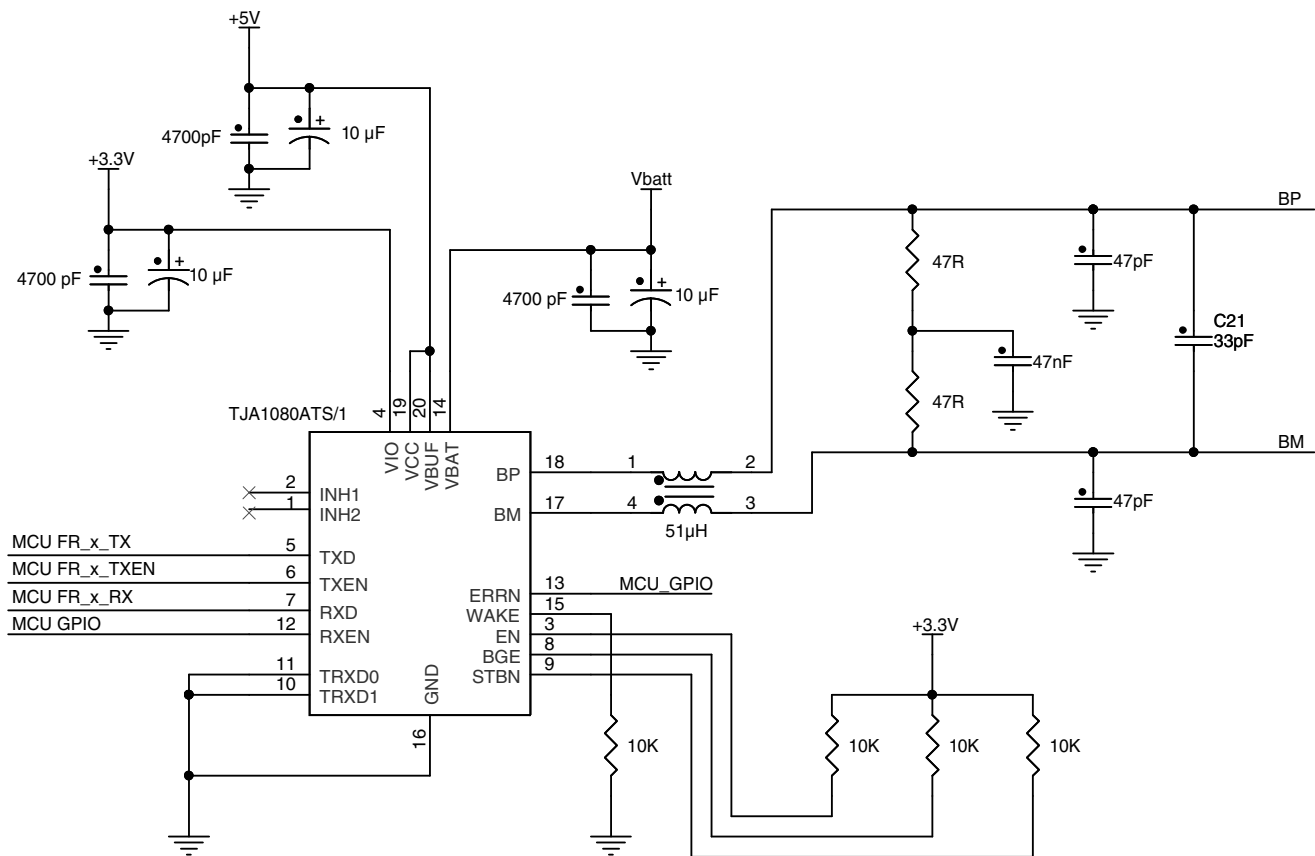 +5V
4700pF
+
10 µF
+3.3V
4700 pF
+
10 µF
Vbatt
4700 pF
+
10 µF
BP
47R
47pF
C21
33pF
47nF
47R
BM
47pF
TJA1080ATS/1
4
19
20
14
VIO
VCC
VBUF
VBAT
2
INH1
1
INH2
MCU FR_x_TX
5
TXD
MCU FR_x_TXEN
6
TXEN
MCU FR_x_RX
7
RXD
MCU GPIO
12
RXEN
11
TRXD0
10
TRXD1
GND
16
BP
18
1
2
BM
17
4
3
51µH
ERRN
13
MCU_GPIO
WAKE
15
EN
3
BGE
8
STBN
9
10K
+3.3V
10K
10K
10K